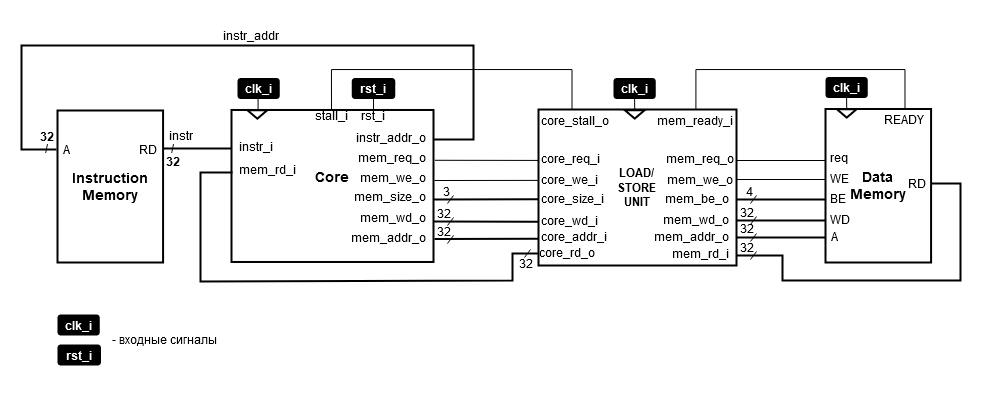 instr_addr
clk_i
rst_i
clk_i
clk_i
stall_i
rst_i
core_stall_o
mem_ready_i
READY
32
A
RD
instr
32
Instruction
Memory
instr_i
mem_rd_i
Core
instr_addr_o
mem_req_o
mem_we_o
mem_size_o
mem_wd_o
mem_addr_o
3
32
32
32
core_req_i
core_we_i
core_size_i
core_wd_i
core_addr_i
core_rd_o
LOAD/
STORE
UNIT
mem_req_o
mem_we_o
mem_be_o
mem_wd_o
mem_addr_o
mem_rd_i
4
32
32
32
req
WE
BE
WD
A
Data
Memory
RD
clk_i
rst_i
- входные сигналы